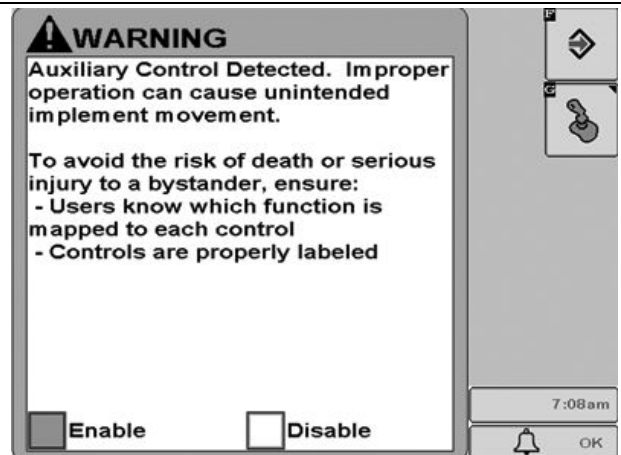 WARNING
Auxiliary Control Detected. Improper
operation can cause unintended
implement movement.
To avoid the risk of death or serious
injury to a bystander, ensure:
- Users know which function is
mapped to each control
- Controls are properly labeled
Enable
Disable
F
G
7:08am
OK